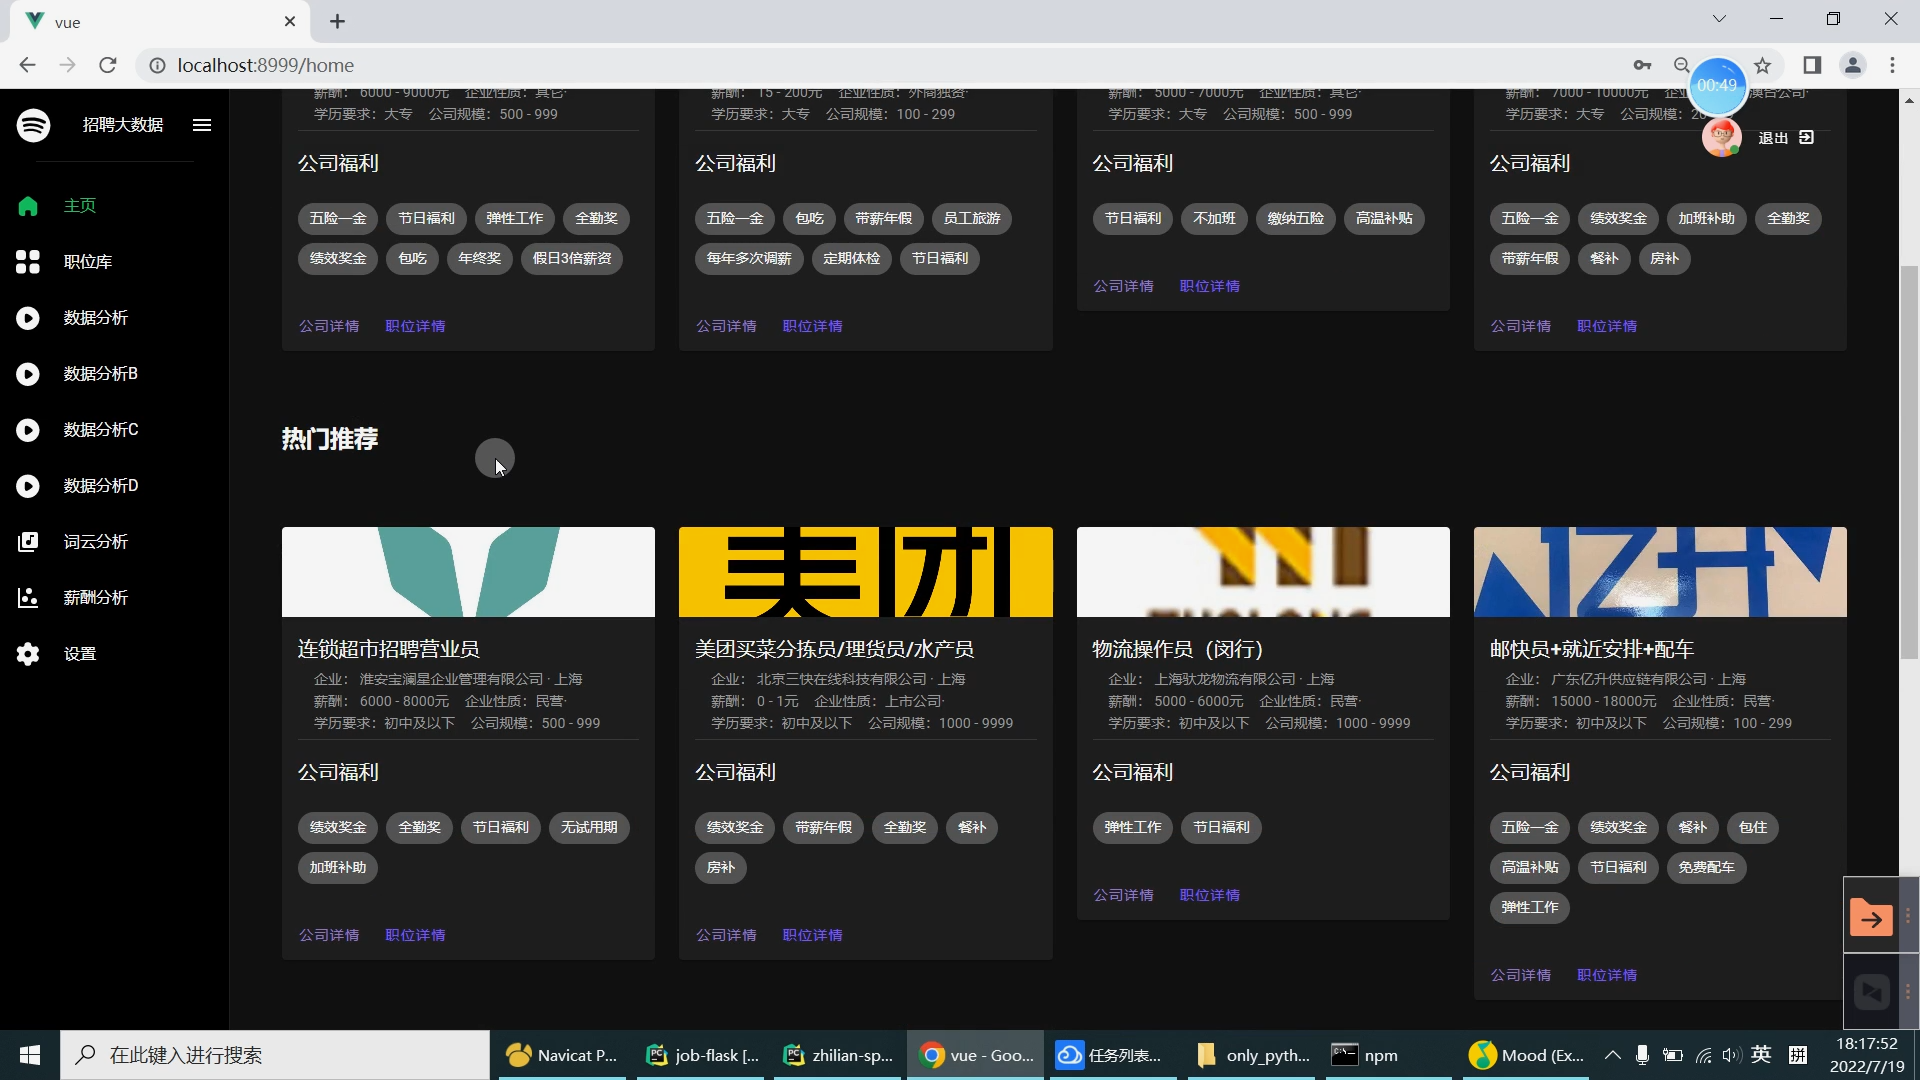 vue
localhost:8999/home
00:49
招聘大数据
退出
主页
职位库
数据分析
数据分析B
数据分析C
数据分析D
词云分析
薪酬分析
设置
薪酬： 6000 - 9000元 企业性质：其它·
学历要求：大专 公司规模：500 - 999
公司福利
五险一金 节日福利 弹性工作 全勤奖
绩效奖金 包吃 年终奖 假日3倍薪资
公司详情 职位详情
薪酬： 15 - 200元 企业性质：外商独资·
学历要求：大专 公司规模：100 - 299
公司福利
五险一金 包吃 带薪年假 员工旅游
每年多次调薪 定期体检 节日福利
公司详情 职位详情
薪酬： 5000 - 7000元 企业性质：其它·
学历要求：大专 公司规模：500 - 999
公司福利
节日福利 不加班 缴纳五险 高温补贴
公司详情 职位详情
薪酬： 7000 - 10000元
学历要求：大专 公司规模：
公司福利
五险一金 绩效奖金 加班补助 全勤奖
带薪年假 餐补 房补
公司详情 职位详情
热门推荐
连锁超市招聘营业员
企业： 淮安宝澜星企业管理有限公司 · 上海
薪酬： 6000 - 8000元 企业性质：民营·
学历要求：初中及以下 公司规模：500 - 999
公司福利
绩效奖金 全勤奖 节日福利 无试用期
加班补助
公司详情 职位详情
美团
美团买菜分拣员/理货员/水产员
企业： 北京三快在线科技有限公司 · 上海
薪酬： 0 - 1元 企业性质：上市公司·
学历要求：初中及以下 公司规模：1000 - 9999
公司福利
绩效奖金 带薪年假 全勤奖 餐补
房补
公司详情 职位详情
物流操作员（闵行）
企业： 上海驮龙物流有限公司 · 上海
薪酬： 5000 - 6000元 企业性质：民营·
学历要求：初中及以下 公司规模：1000 - 9999
公司福利
弹性工作 节日福利
公司详情 职位详情
邮快员+就近安排+配车
企业： 广东亿升供应链有限公司 · 上海
薪酬： 15000 - 18000元 企业性质：民营·
学历要求：初中及以下 公司规模：100 - 299
公司福利
五险一金 绩效奖金 餐补 包住
高温补贴 节日福利 免费配车
弹性工作
公司详情 职位详情
在此键入进行搜索
Navicat P...
job-flask [...
zhilian-sp...
vue - Goo...
任务列表...
only_pyth...
npm
Mood (Ex...
英
拼
18:17:52
2022/7/19